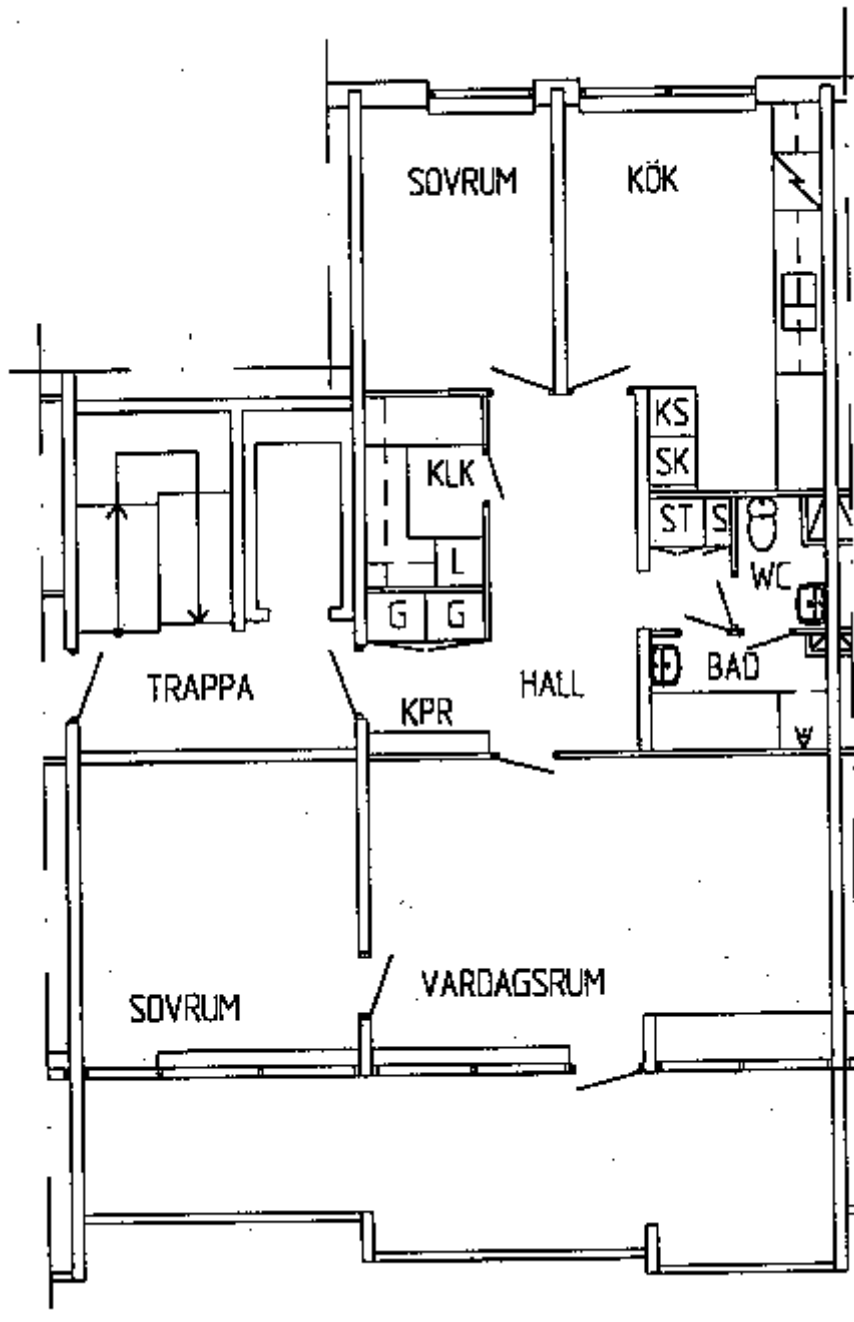 SOVRUM
KÖK
KS
SK
KLK
ST
S
L
WC
G
G
BAD
TRAPPA
HALL
KPR
VARDAGSRUM
SOVRUM